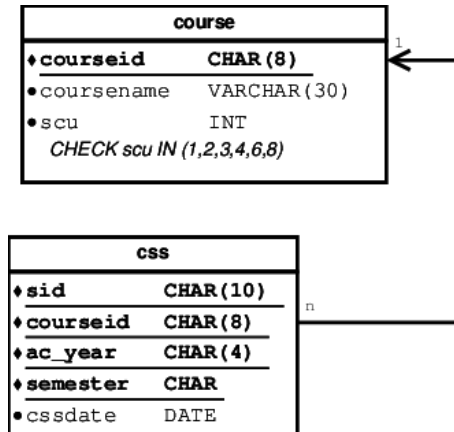 course
courseid CHAR(8)
coursename VARCHAR(30)
scu INT
CHECK scu IN (1,2,3,4,6,8)
1
css
sid CHAR(10)
n
courseid CHAR(8)
ac_year CHAR(4)
semester CHAR
cssdate DATE